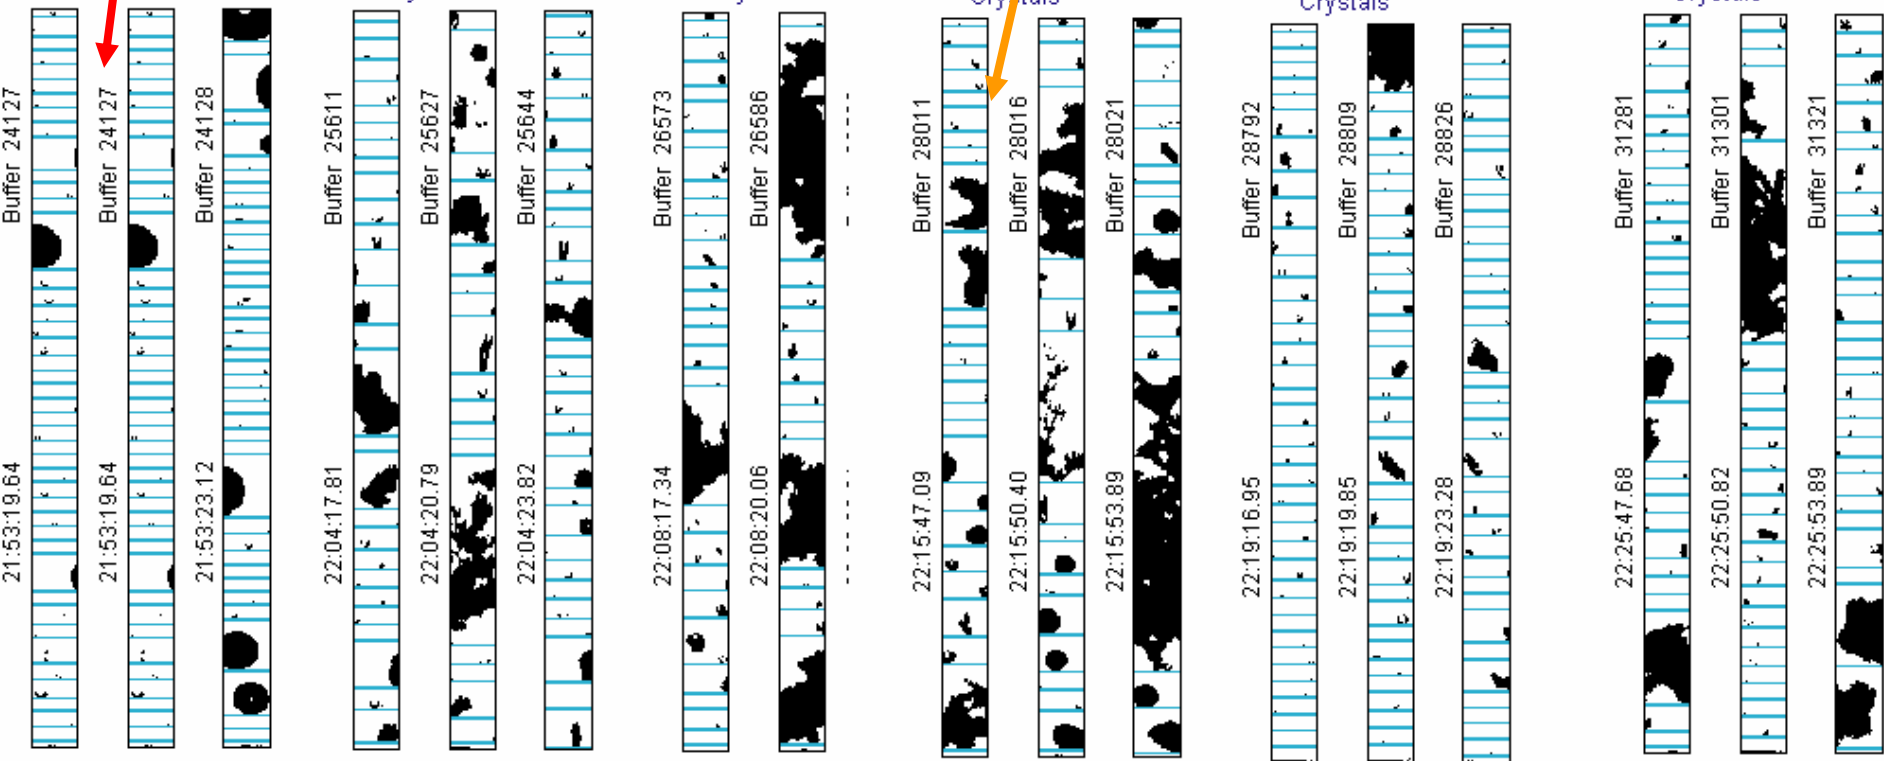 Crystals
Crystals
Crystals
21:53:19.64 Buffer 24127
21:53:19.64 Buffer 24127
21:53:23.12 Buffer 24128
22:04:17.81 Buffer 25611
22:04:20.79 Buffer 25627
22:04:23.82 Buffer 25644
22:08:17.34 Buffer 26573
22:08:20.06 Buffer 26586
22:15:47.09 Buffer 28011
22:15:50.40 Buffer 28016
22:15:53.89 Buffer 28021
22:19:16.95 Buffer 28792
22:19:19.85 Buffer 28809
22:19:23.28 Buffer 28826
22:25:47.68 Buffer 31281
22:25:50.82 Buffer 31301
22:25:53.89 Buffer 31321